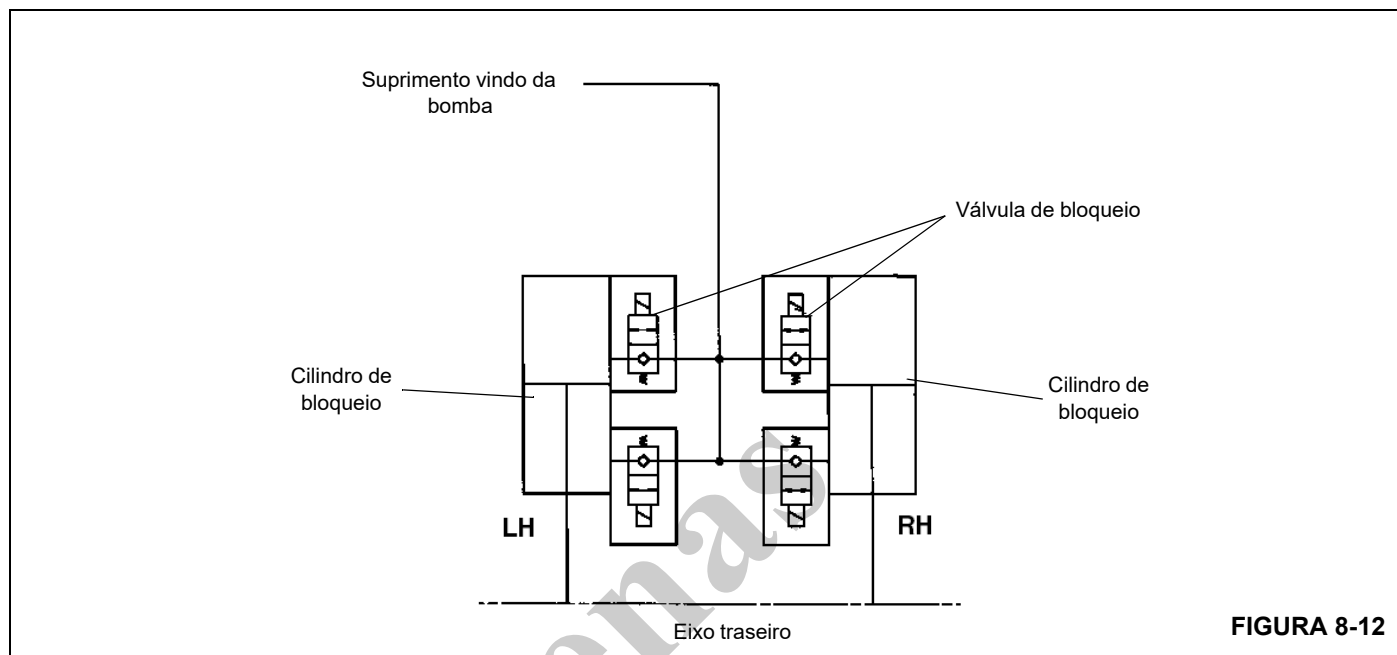 Suprimento vindo da
bomba
Válvula de bloqueio
Cilindro de
bloqueio
Cilindro de
bloqueio
LH
RH
Eixo traseiro
FIGURA 8-12
enas